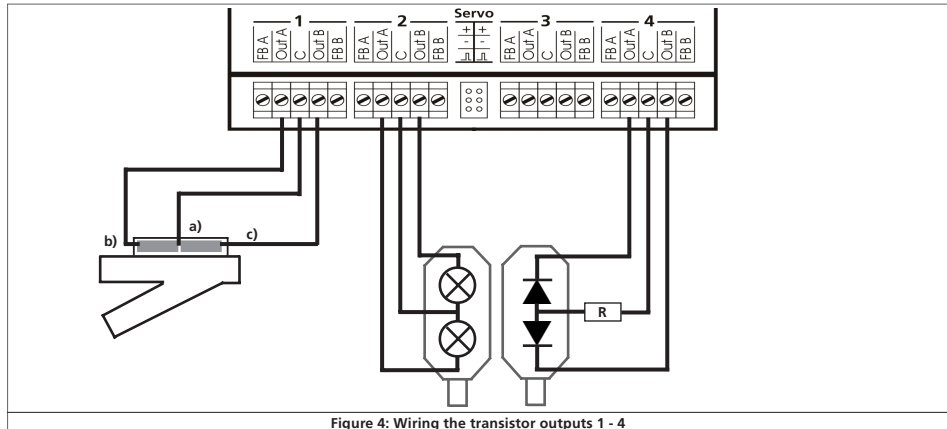 Servo
1 2 + + 3 4
- -
FB A Out A C Out B FB B FB A Out A C Out B FB B FB A Out A C Out B FB B FB A Out A C Out B FB B
a)
b) c)
R
Figure 4: Wiring the transistor outputs 1 - 4